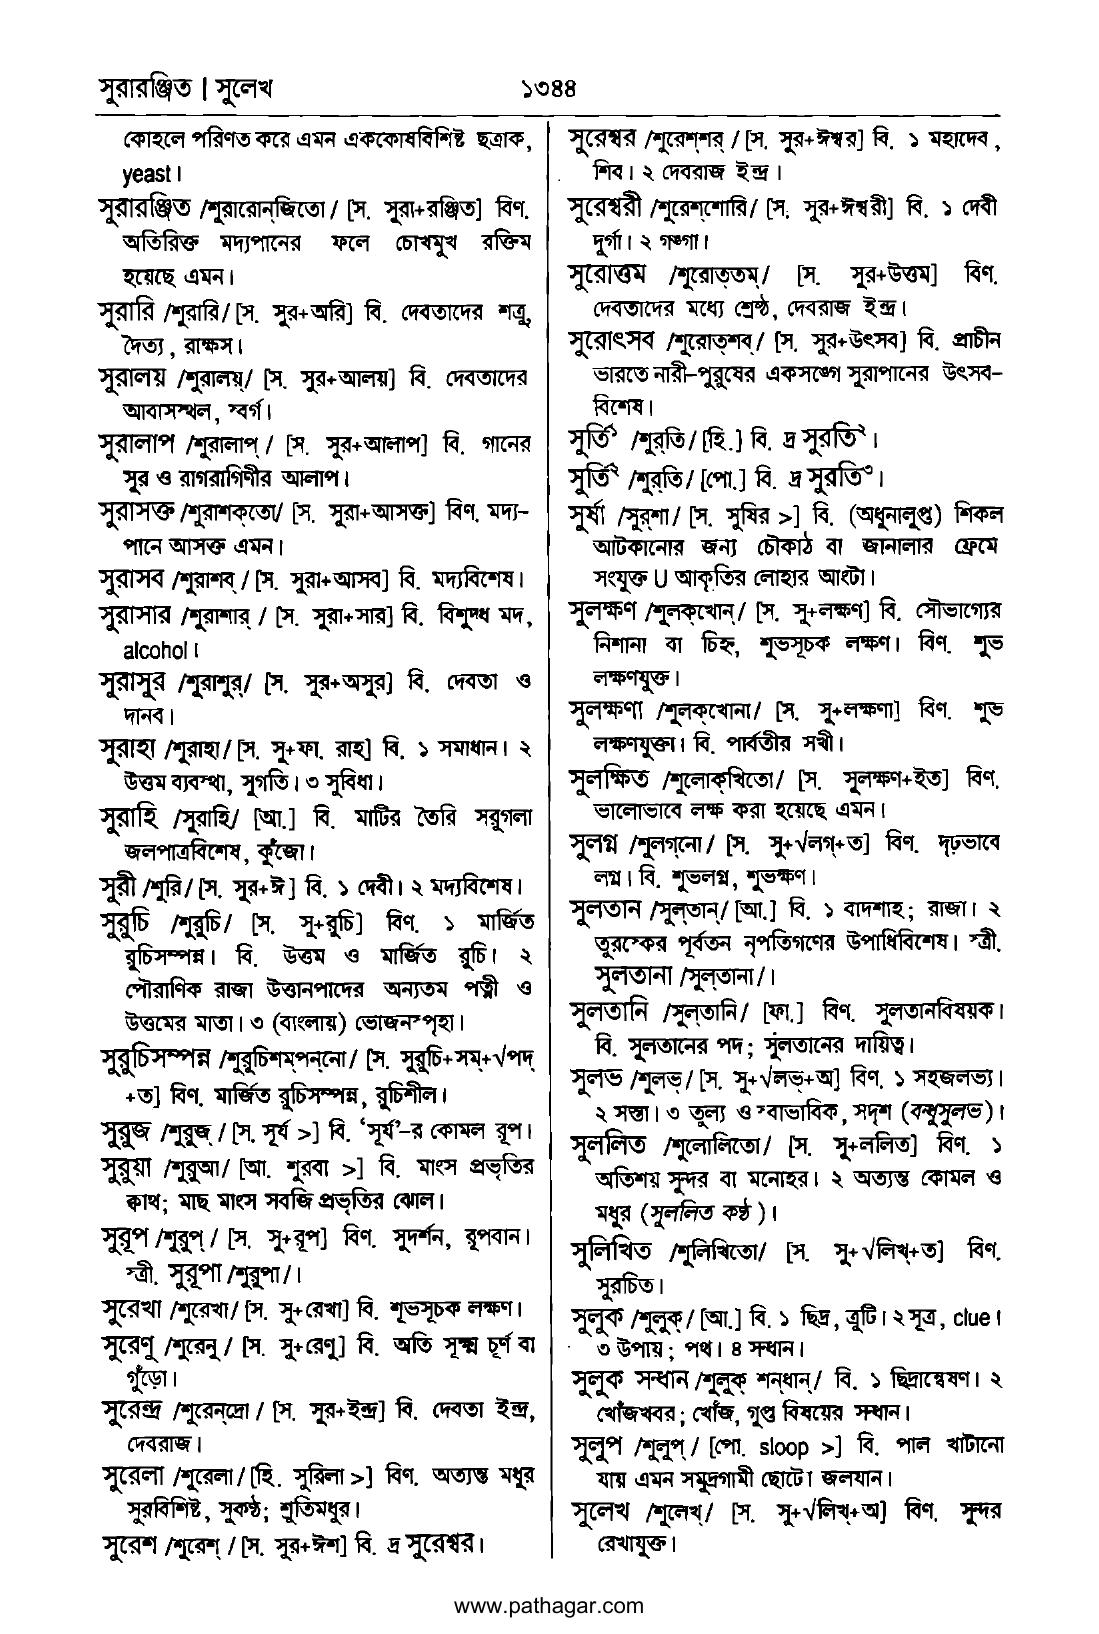 সুরারঞ্জিত | সুলেখ
১৩৪৪
কোহলে পরিণত করে এমন এককোষবিশিষ্ট ছত্রাক,
yeast।
সুরারঞ্জিত /শুরারোন্‌জিতো/ [স. সুরা+রঞ্জিত] বিণ.
অতিরিক্ত মদ্যপানের ফলে চোখমুখ রক্তিম
হয়েছে এমন।
সুরারি /শুরারি/ [স. সুর+অরি] বি. দেবতাদের শত্রু,
দৈত্য, রাক্ষস।
সুরালয় /শুরালয়্/ [স. সুর+আলয়] বি. দেবতাদের
আবাসস্থল, স্বর্গ।
সুরালাপ /শুরালাপ্/ [স. সুর+আলাপ] বি. গানের
সুর ও রাগরাগিণীর আলাপ।
সুরাসক্ত /শুরাশক্‌তো/ [স. সুরা+আসক্ত] বিণ. মদ্য-
পানে আসক্ত এমন।
সুরাসব /শুরাশব্/ [স. সুরা+আসব] বি. মদ্যবিশেষ।
সুরাসার /শুরাশার্/ [স. সুরা+সার] বি. বিশুদ্ধ মদ,
alcohol।
সুরাসুর /শুরাশুর্/ [স. সুর+অসুর] বি. দেবতা ও
দানব।
সুরাহা /শুরাহা/ [স. সু+ফা. রাহ] বি. ১ সমাধান। ২
উত্তম ব্যবস্থা, সুগতি। ৩ সুবিধা।
সুরাহি /সুরাহি/ [আ.] বি. মাটির তৈরি সরুগলা
জলপাত্রবিশেষ, কুঁজো।
সুরী /শুরি/ [স. সুর+ঈ] বি. ১ দেবী। ২ মদ্যবিশেষ।
সুরুচি /শুরুচি/ [স. সু+রুচি] বিণ. ১ মার্জিত
রুচিসম্পন্ন। বি. উত্তম ও মার্জিত রুচি। ২
পৌরাণিক রাজা উত্তানপাদের অন্যতম পত্নী ও
উত্তমের মাতা। ৩ (বাংলায়) ভোজনস্পৃহা।
সুরুচিসম্পন্ন /শুরুচিশম্‌পন্‌নো/ [স. সুরুচি+সম্+√পদ্
+ত] বিণ. মার্জিত রুচিসম্পন্ন, রুচিশীল।
সুরুজ /শুরুজ্/ [স. সূর্য >] বি. ‘সূর্য’-র কোমল রূপ।
সুরুয়া /শুরুআ/ [আ. শুরবা >] বি. মাংস প্রভৃতির
ক্বাথ; মাছ মাংস সবজি প্রভৃতির ঝোল।
সুরূপ /শুরুপ্/ [স. সু+রূপ] বিণ. সুদর্শন, রূপবান।
স্ত্রী. সুরূপা /শুরুপা/।
সুরেখা /শুরেখা/ [স. সু+রেখা] বি. শুভসূচক লক্ষণ।
সুরেণু /শুরেনু/ [স. সু+রেণু] বি. অতি সূক্ষ্ম চূর্ণ বা
গুঁড়ো।
সুরেন্দ্র /শুরেন্‌দ্রো/ [স. সুর+ইন্দ্র] বি. দেবতা ইন্দ্র,
দেবরাজ।
সুরেলা /শুরেলা/ [হি. সুরিলা >] বিণ. অত্যন্ত মধুর
সুরবিশিষ্ট, সুকণ্ঠ; শ্রুতিমধুর।
সুরেশ /শুরেশ্/ [স. সুর+ঈশ] বি. দ্র সুরেশ্বর।
সুরেশ্বর /শুরেশ্‌শর্/ [স. সুর+ঈশ্বর] বি. ১ মহাদেব,
শিব। ২ দেবরাজ ইন্দ্র।
সুরেশ্বরী /শুরেশ্‌শোরি/ [স. সুর+ঈশ্বরী] বি. ১ দেবী
দুর্গা। ২ গঙ্গা।
সুরোত্তম /শুরোত্‌তম্/ [স. সুর+উত্তম] বিণ.
দেবতাদের মধ্যে শ্রেষ্ঠ, দেবরাজ ইন্দ্র।
সুরোৎসব /শুরোত্‌শব্/ [স. সুর+উৎসব] বি. প্রাচীন
ভারতে নারী-পুরুষের একসঙ্গে সুরাপানের উৎসব-
বিশেষ।
সুর্তি১ /শুর্‌তি/ [হি.] বি. দ্র সুরতি২।
সুর্তি২ /শুর্‌তি/ [পো.] বি. দ্র সুরতি৩।
সুর্ষা /সুর্‌শা/ [স. সুষির >] বি. (অধুনালুপ্ত) শিকল
আটকানোর জন্য চৌকাঠ বা জানালার ফ্রেমে
সংযুক্ত U আকৃতির লোহার আংটা।
সুলক্ষণ /শুলক্‌খোন্/ [স. সু+লক্ষণ] বি. সৌভাগ্যের
নিশানা বা চিহ্ন, শুভসূচক লক্ষণ। বিণ. শুভ
লক্ষণযুক্ত।
সুলক্ষণা /শুলক্‌খোনা/ [স. সু+লক্ষণা] বিণ. শুভ
লক্ষণযুক্তা। বি. পার্বতীর সখী।
সুলক্ষিত /শুলোক্‌খিতো/ [স. সুলক্ষণ+ইত] বিণ.
ভালোভাবে লক্ষ করা হয়েছে এমন।
সুলগ্ন /শুলগ্‌নো/ [স. সু+√লগ্+ত] বিণ. দৃঢ়ভাবে
লগ্ন। বি. শুভলগ্ন, শুভক্ষণ।
সুলতান /সুল্‌তান্/ [আ.] বি. ১ বাদশাহ; রাজা। ২
তুরস্কের পূর্বতন নৃপতিগণের উপাধিবিশেষ। স্ত্রী.
সুলতানা /সুল্‌তানা/।
সুলতানি /সুল্‌তানি/ [ফা.] বিণ. সুলতানবিষয়ক।
বি. সুলতানের পদ; সুলতানের দায়িত্ব।
সুলভ /শুলভ্/ [স. সু+√লভ্+অ] বিণ. ১ সহজলভ্য।
২ সস্তা। ৩ তুল্য ও স্বাভাবিক, সদৃশ (বন্ধুসুলভ)।
সুললিত /শুলোলিতো/ [স. সু+ললিত] বিণ. ১
অতিশয় সুন্দর বা মনোহর। ২ অত্যন্ত কোমল ও
মধুর (সুললিত কণ্ঠ)।
সুলিখিত /শুলিখিতো/ [স. সু+√লিখ্+ত] বিণ.
সুরচিত।
সুলুক /শুলুক্/ [আ.] বি. ১ ছিদ্র, ত্রুটি। ২ সূত্র, clue।
৩ উপায়; পথ। ৪ সন্ধান।
সুলুক সন্ধান /শুলুক্ শন্‌ধান্/ বি. ১ ছিদ্রান্বেষণ। ২
খোঁজখবর; খোঁজ, গুপ্ত বিষয়ের সন্ধান।
সুলুপ /শুলুপ্/ [পো. sloop >] বি. পাল খাটানো
যায় এমন সমুদ্রগামী ছোটো জলযান।
সুলেখ /শুলেখ্/ [স. সু+√লিখ্+অ] বিণ. সুন্দর
রেখাযুক্ত।
www.pathagar.com